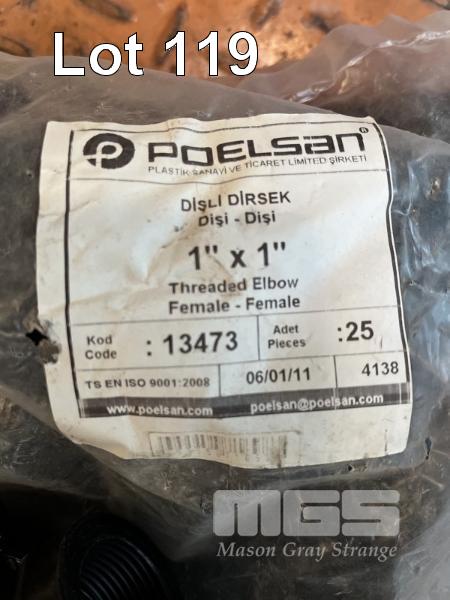 Lot 119
POELSAN®
PLASTİK SANAYİ VE TİCARET LİMİTED ŞİRKETİ
DİŞLİ DİRSEK
Dişi - Dişi
1" x 1"
Threaded Elbow
Female - Female
Kod Code : 13473 Adet Pieces :25
TS EN ISO 9001:2008 06/01/11 4138
www.poelsan.com poelsan@poelsan.com
MGS
Mason Gray Strange